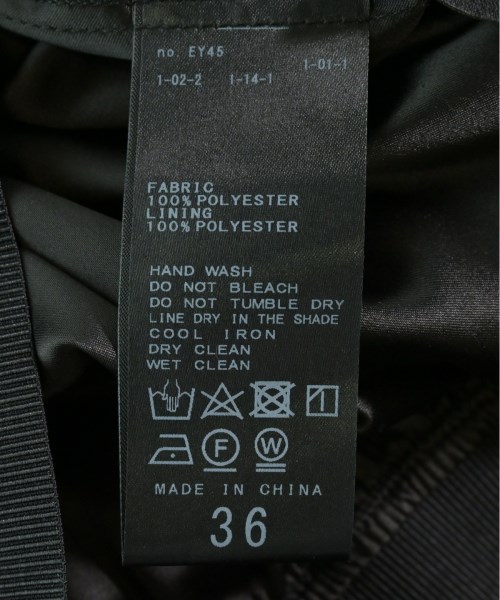 no. EY45
1-01-1
1-02-2 1-14-1
FABRIC
100% POLYESTER
LINING
100% POLYESTER
HAND WASH
DO NOT BLEACH
DO NOT TUMBLE DRY
LINE DRY IN THE SHADE
COOL IRON
DRY CLEAN
WET CLEAN
F W
MADE IN CHINA
36